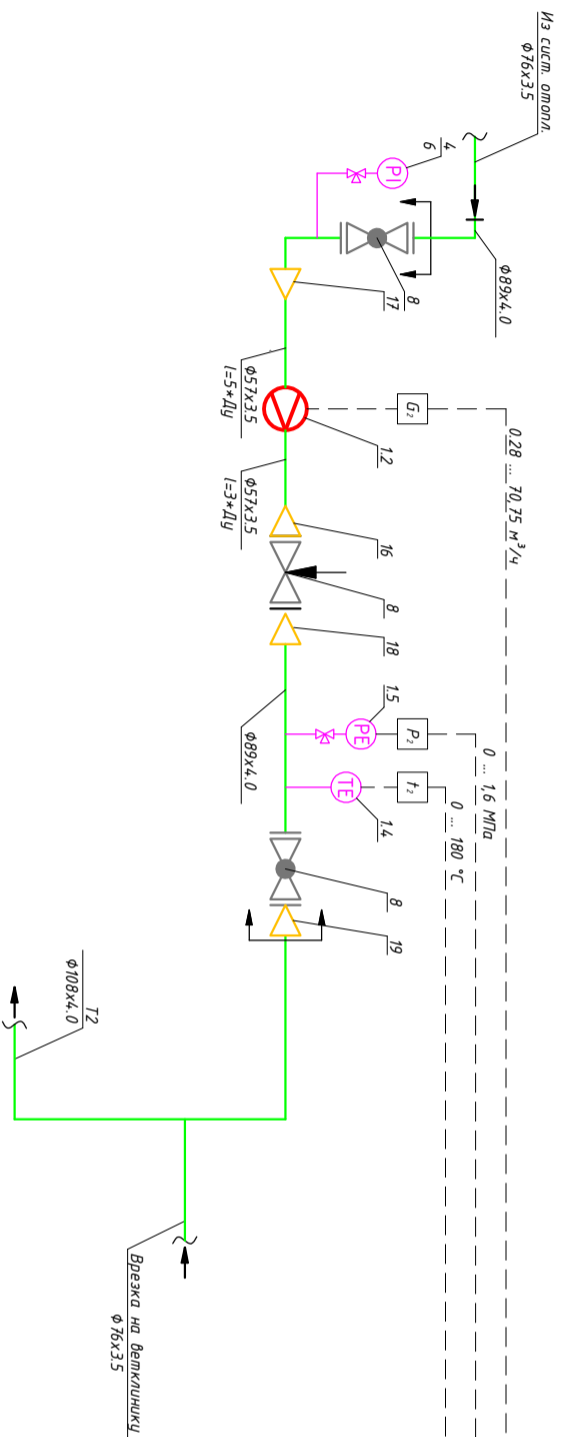 Из сист. отопл.
ф76х3.5
ф89х4.0
4
6
PI
8
17
ф57х3.5
l=5*Ду
1.2
G₂
0.28 ... 70,75 м³/ч
ф57х3.5
l=3*Ду
16
8
18
ф89х4.0
1.5
PE
P₂
0 ... 1,6 МПа
TE
1.4
t₂
0 ... 180 °С
8
19
Т2
ф108х4.0
Врезка на ветклинику
ф76х3.5